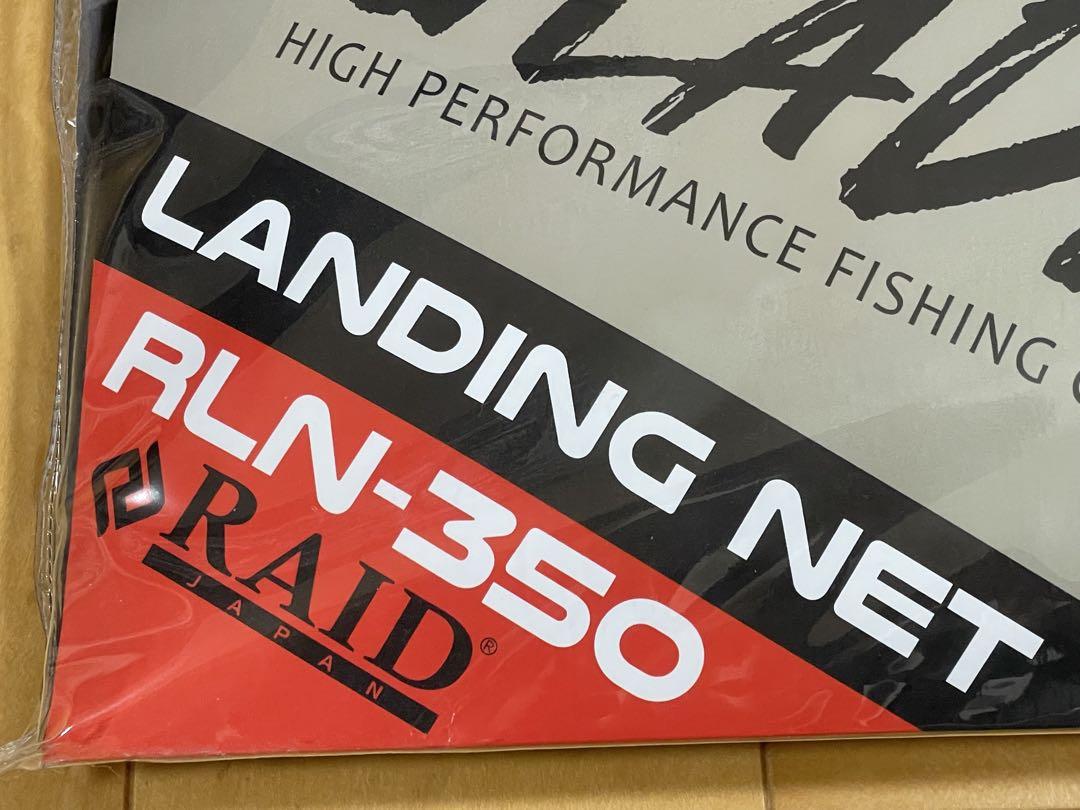 HIGH PERFORMANCE FISHING
LANDING NET
RLN-350
RAID®
JAPAN